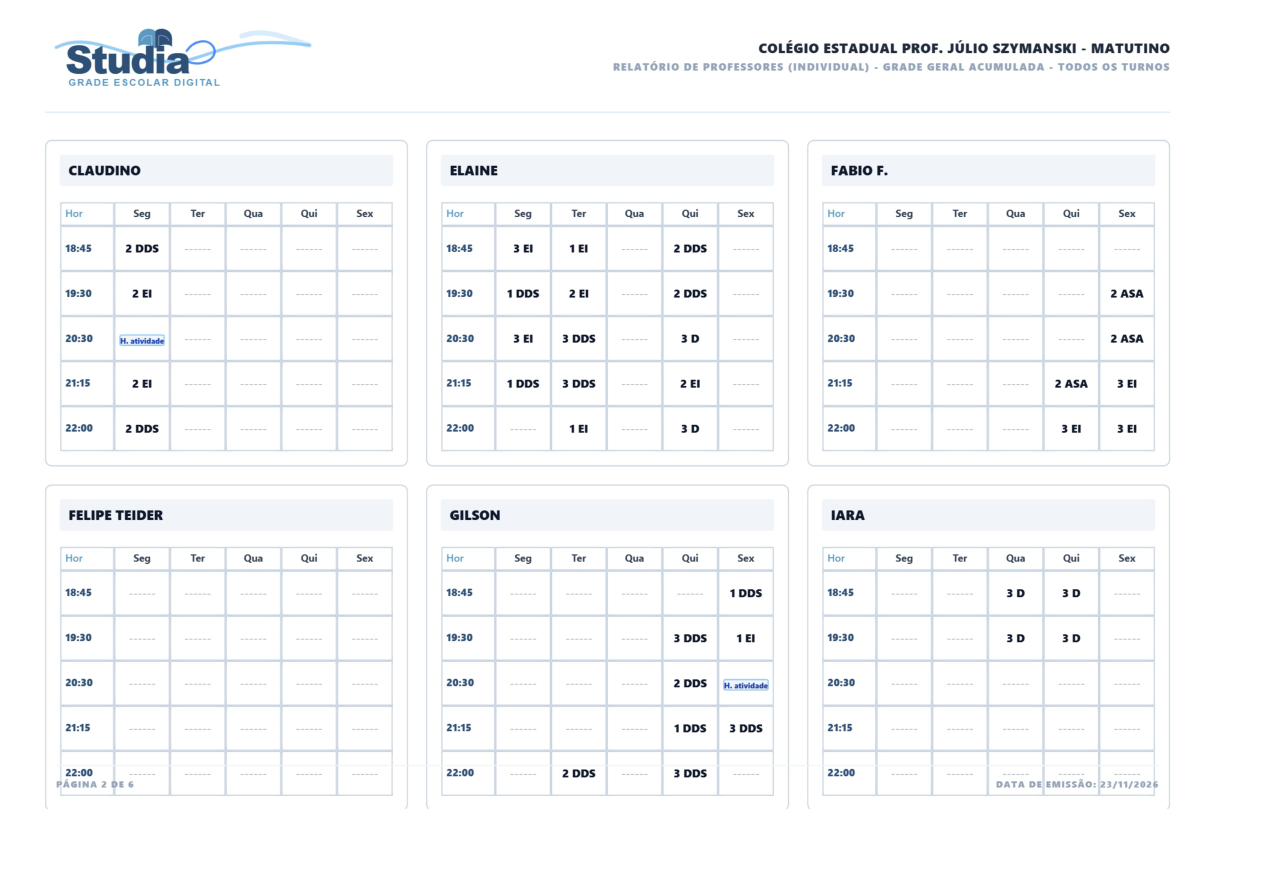 Studia
GRADE ESCOLAR DIGITAL
COLÉGIO ESTADUAL PROF. JÚLIO SZYMANSKI - MATUTINO
RELATÓRIO DE PROFESSORES (INDIVIDUAL) - GRADE GERAL ACUMULADA - TODOS OS TURNOS
CLAUDINO
Hor Seg Ter Qua Qui Sex
18:45 2 DDS ------ ------ ------ ------
19:30 2 EI ------ ------ ------ ------
20:30 H. atividade ------ ------ ------ ------
21:15 2 EI ------ ------ ------ ------
22:00 2 DDS ------ ------ ------ ------
ELAINE
Hor Seg Ter Qua Qui Sex
18:45 3 EI 1 EI ------ 2 DDS ------
19:30 1 DDS 2 EI ------ 2 DDS ------
20:30 3 EI 3 DDS ------ 3 D ------
21:15 1 DDS 3 DDS ------ 2 EI ------
22:00 ------ 1 EI ------ 3 D ------
FABIO F.
Hor Seg Ter Qua Qui Sex
18:45 ------ ------ ------ ------ ------
19:30 ------ ------ ------ ------ 2 ASA
20:30 ------ ------ ------ ------ 2 ASA
21:15 ------ ------ ------ 2 ASA 3 EI
22:00 ------ ------ ------ 3 EI 3 EI
FELIPE TEIDER
Hor Seg Ter Qua Qui Sex
18:45 ------ ------ ------ ------ ------
19:30 ------ ------ ------ ------ ------
20:30 ------ ------ ------ ------ ------
21:15 ------ ------ ------ ------ ------
22:00 ------ ------ ------ ------ ------
GILSON
Hor Seg Ter Qua Qui Sex
18:45 ------ ------ ------ ------ 1 DDS
19:30 ------ ------ ------ 3 DDS 1 EI
20:30 ------ ------ ------ 2 DDS H. atividade
21:15 ------ ------ ------ 1 DDS 3 DDS
22:00 ------ 2 DDS ------ 3 DDS ------
IARA
Hor Seg Ter Qua Qui Sex
18:45 ------ ------ 3 D 3 D ------
19:30 ------ ------ 3 D 3 D ------
20:30 ------ ------ ------ ------ ------
21:15 ------ ------ ------ ------ ------
22:00 ------ ------ ------ ------ ------
PÁGINA 2 DE 6
DATA DE EMISSÃO: 23/11/2026